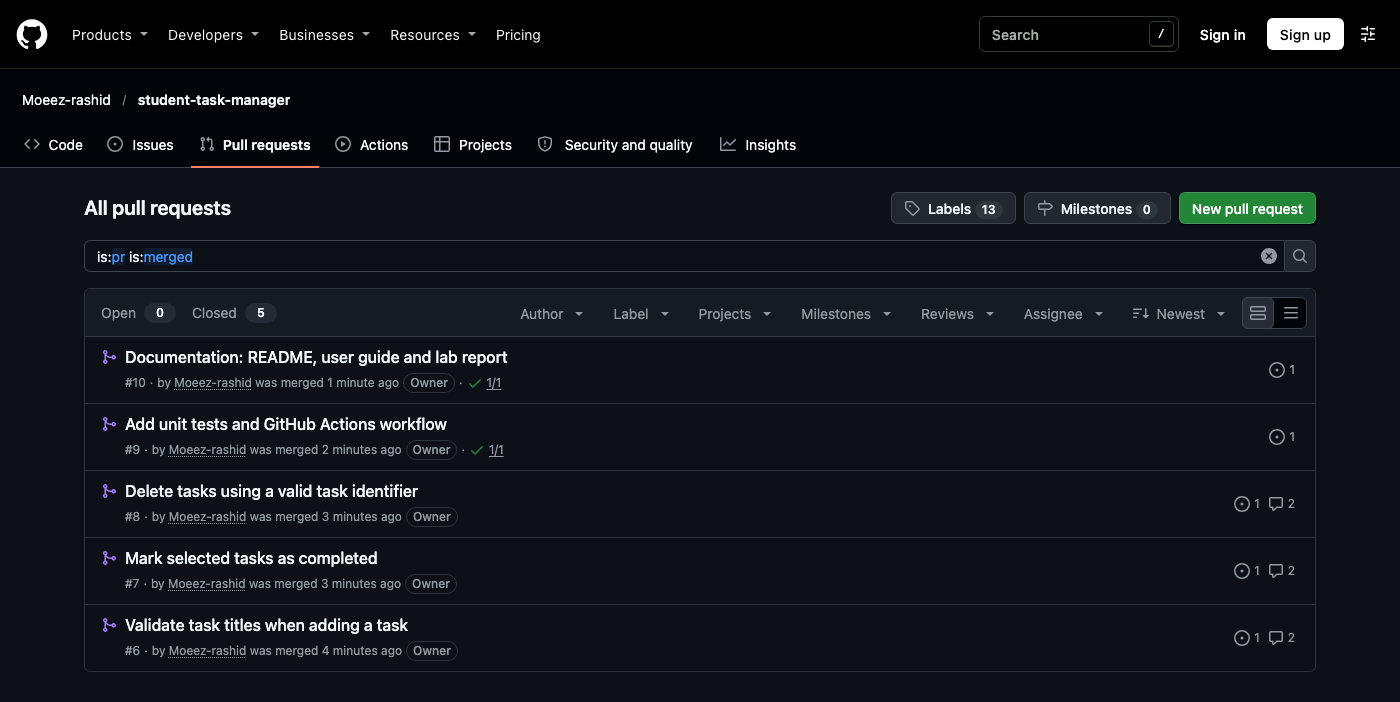 Products Developers Businesses Resources Pricing Search / Sign in Sign up
Moeez-rashid / student-task-manager
Code Issues Pull requests Actions Projects Security and quality Insights
All pull requests Labels 13 Milestones 0 New pull request
is:pr is:merged
Open 0 Closed 5 Author Label Projects Milestones Reviews Assignee Newest
Documentation: README, user guide and lab report
#10 · by Moeez-rashid was merged 1 minute ago Owner · 1/1 1
Add unit tests and GitHub Actions workflow
#9 · by Moeez-rashid was merged 2 minutes ago Owner · 1/1 1
Delete tasks using a valid task identifier
#8 · by Moeez-rashid was merged 3 minutes ago Owner 1 2
Mark selected tasks as completed
#7 · by Moeez-rashid was merged 3 minutes ago Owner 1 2
Validate task titles when adding a task
#6 · by Moeez-rashid was merged 4 minutes ago Owner 1 2